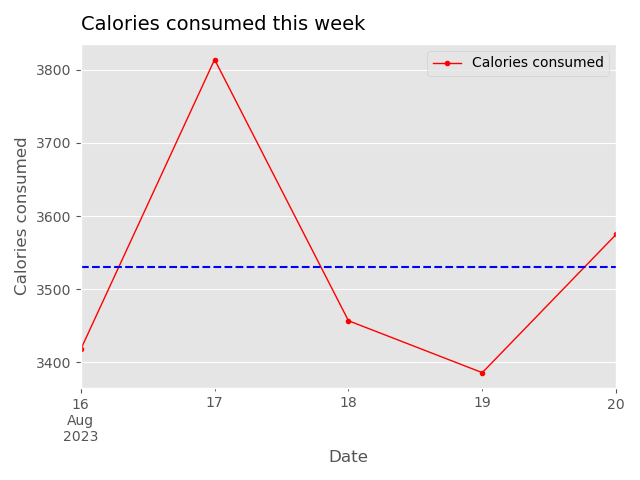 Calories consumed this week
Calories consumed
3800
3700
3600
3500
3400
Calories consumed
16
Aug
2023
17
18
19
20
Date